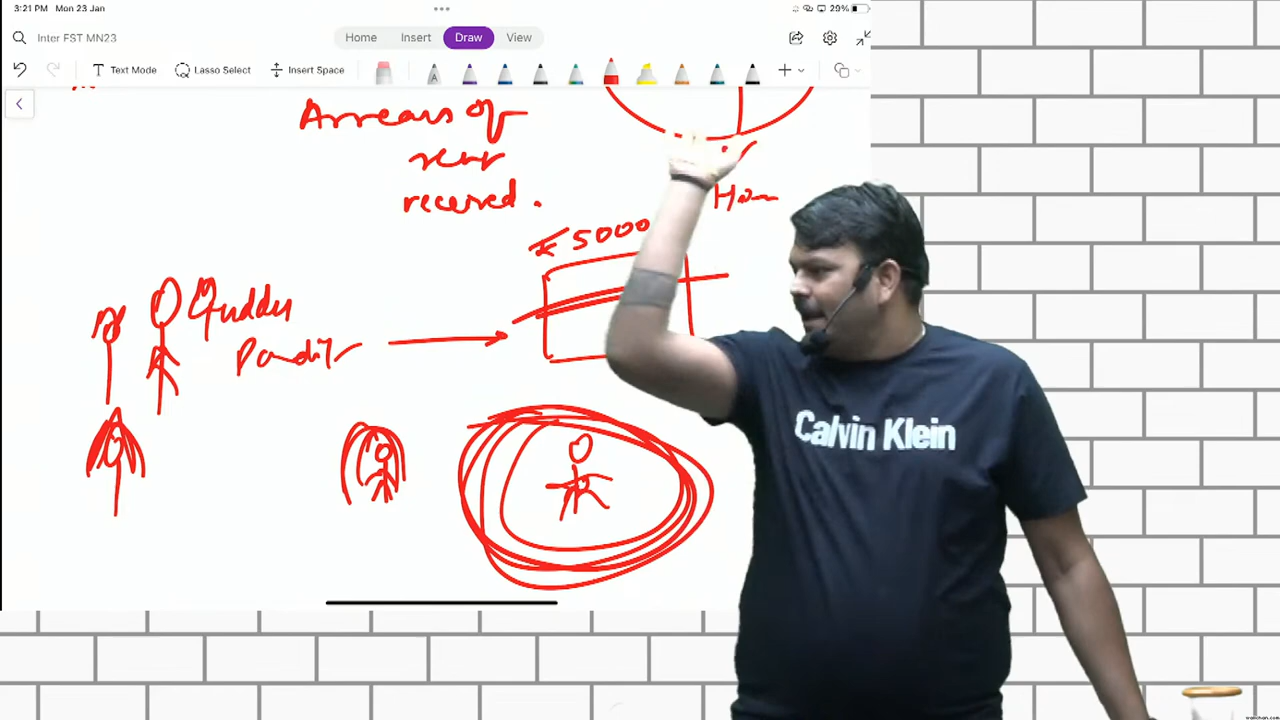 3:21 PM Mon 23 Jan
29%
Inter FST MN23
Home Insert Draw View
Text Mode Lasso Select Insert Space
A
Arrears of
rent
received.
₹5000
Guddu
Pandit
Calvin Klein